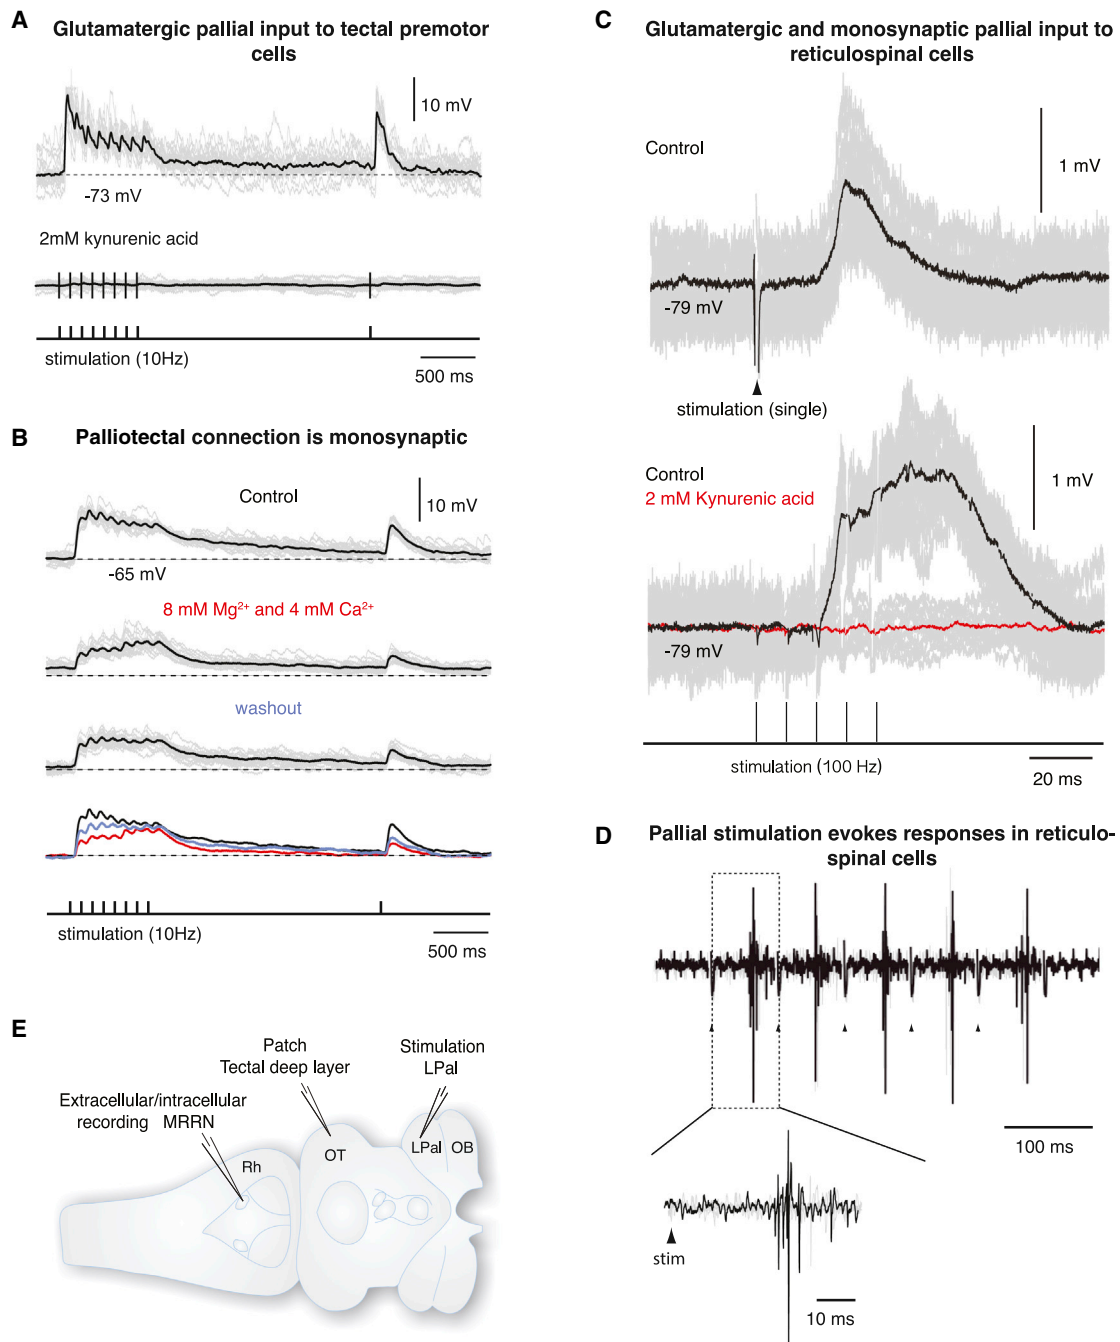 A
Glutamatergic pallial input to tectal premotor
cells
10 mV
-73 mV
2mM kynurenic acid
stimulation (10Hz)
500 ms
B
Palliotectal connection is monosynaptic
Control
10 mV
-65 mV
8 mM Mg²⁺ and 4 mM Ca²⁺
washout
stimulation (10Hz)
500 ms
E
Patch
Tectal deep layer
Stimulation
LPal
Extracellular/intracellular
recording MRRN
Rh
OT
LPal
OB
C
Glutamatergic and monosynaptic pallial input to
reticulospinal cells
Control
1 mV
-79 mV
stimulation (single)
Control
2 mM Kynurenic acid
1 mV
-79 mV
stimulation (100 Hz)
20 ms
D
Pallial stimulation evokes responses in reticulo-
spinal cells
100 ms
stim
10 ms